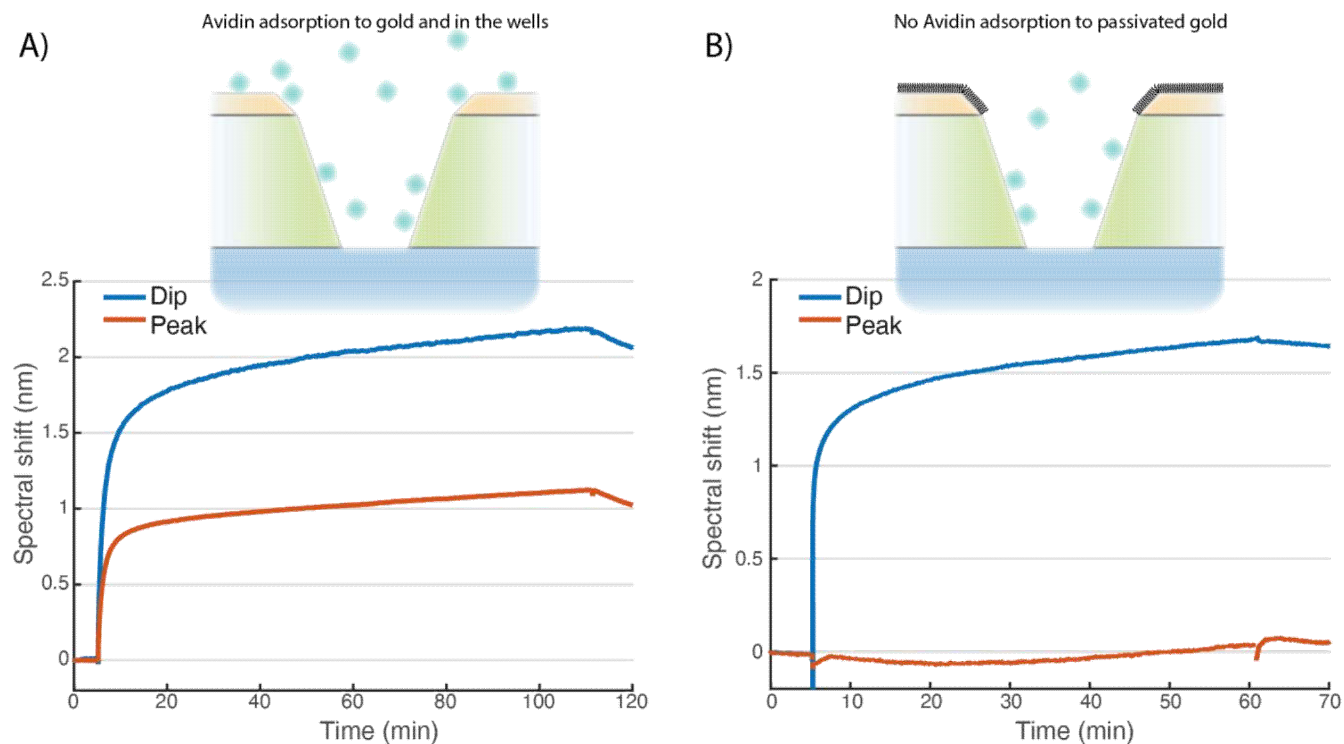 Avidin adsorption to gold and in the wells
A)
2.5
2
1.5
1
0.5
0
Spectral shift (nm)
Dip
Peak
0 20 40 60 80 100 120
Time (min)
No Avidin adsorption to passivated gold
B)
2
1.5
1
0.5
0
Spectral shift (nm)
Dip
Peak
0 10 20 30 40 50 60 70
Time (min)